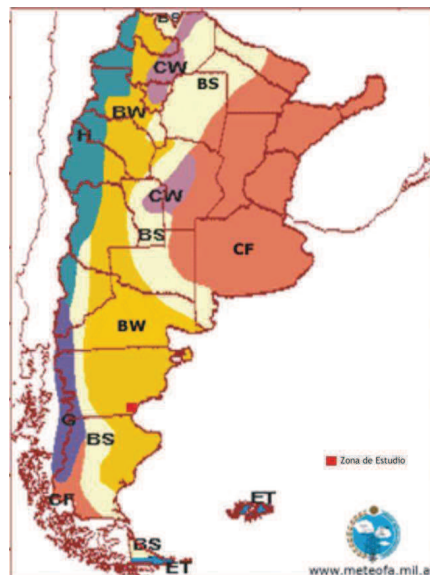 BS
CW
BS
BW
H
CW
BS
CF
BW
G
BS
Zona de Estudio
CF
ET
BS
ET
www.meteofa.mil.a